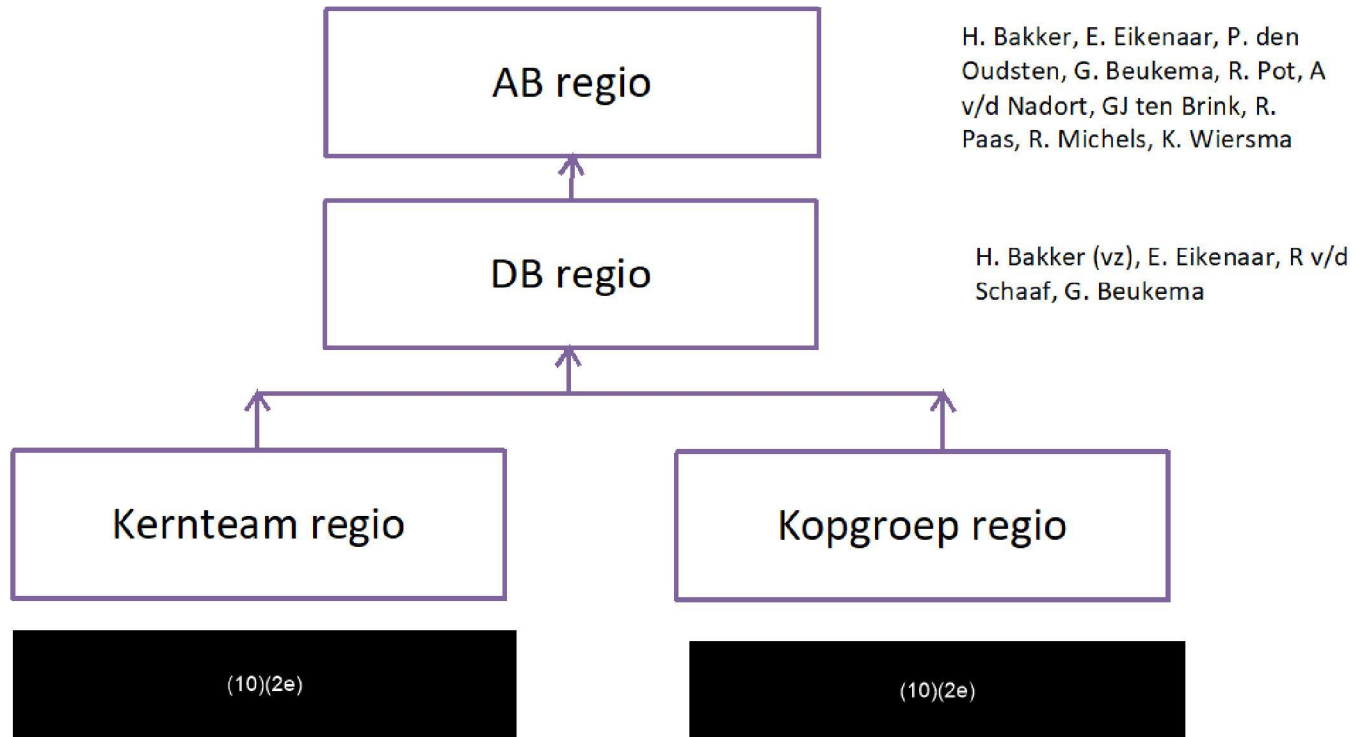 AB regio
H. Bakker, E. Eikenaar, P. den
Oudsten, G. Beukema, R. Pot, A
v/d Nadort, GJ ten Brink, R.
Paas, R. Michels, K. Wiersma
DB regio
H. Bakker (vz), E. Eikenaar, R v/d
Schaaf, G. Beukema
Kernteam regio
Kopgroep regio
(10)(2e)
(10)(2e)